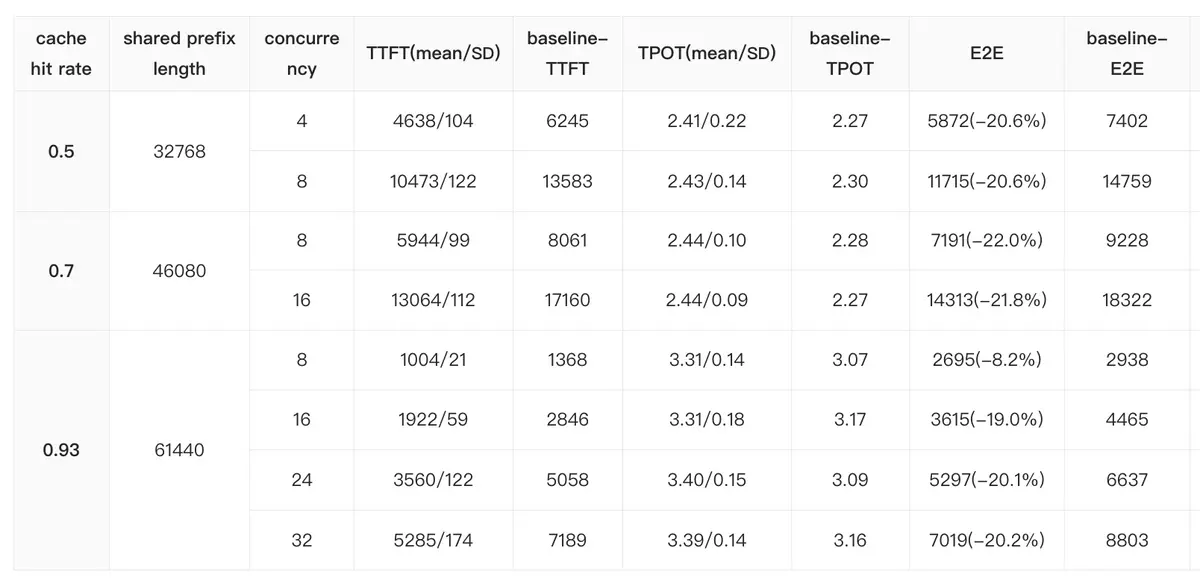 cache hit rate | shared prefix length | concurrency | TTFT(mean/SD) | baseline-TTFT | TPOT(mean/SD) | baseline-TPOT | E2E | baseline-E2E
0.5 | 32768 | 4 | 4638/104 | 6245 | 2.41/0.22 | 2.27 | 5872(-20.6%) | 7402
8 | 10473/122 | 13583 | 2.43/0.14 | 2.30 | 11715(-20.6%) | 14759
0.7 | 46080 | 8 | 5944/99 | 8061 | 2.44/0.10 | 2.28 | 7191(-22.0%) | 9228
16 | 13064/112 | 17160 | 2.44/0.09 | 2.27 | 14313(-21.8%) | 18322
0.93 | 61440 | 8 | 1004/21 | 1368 | 3.31/0.14 | 3.07 | 2695(-8.2%) | 2938
16 | 1922/59 | 2846 | 3.31/0.18 | 3.17 | 3615(-19.0%) | 4465
24 | 3560/122 | 5058 | 3.40/0.15 | 3.09 | 5297(-20.1%) | 6637
32 | 5285/174 | 7189 | 3.39/0.14 | 3.16 | 7019(-20.2%) | 8803